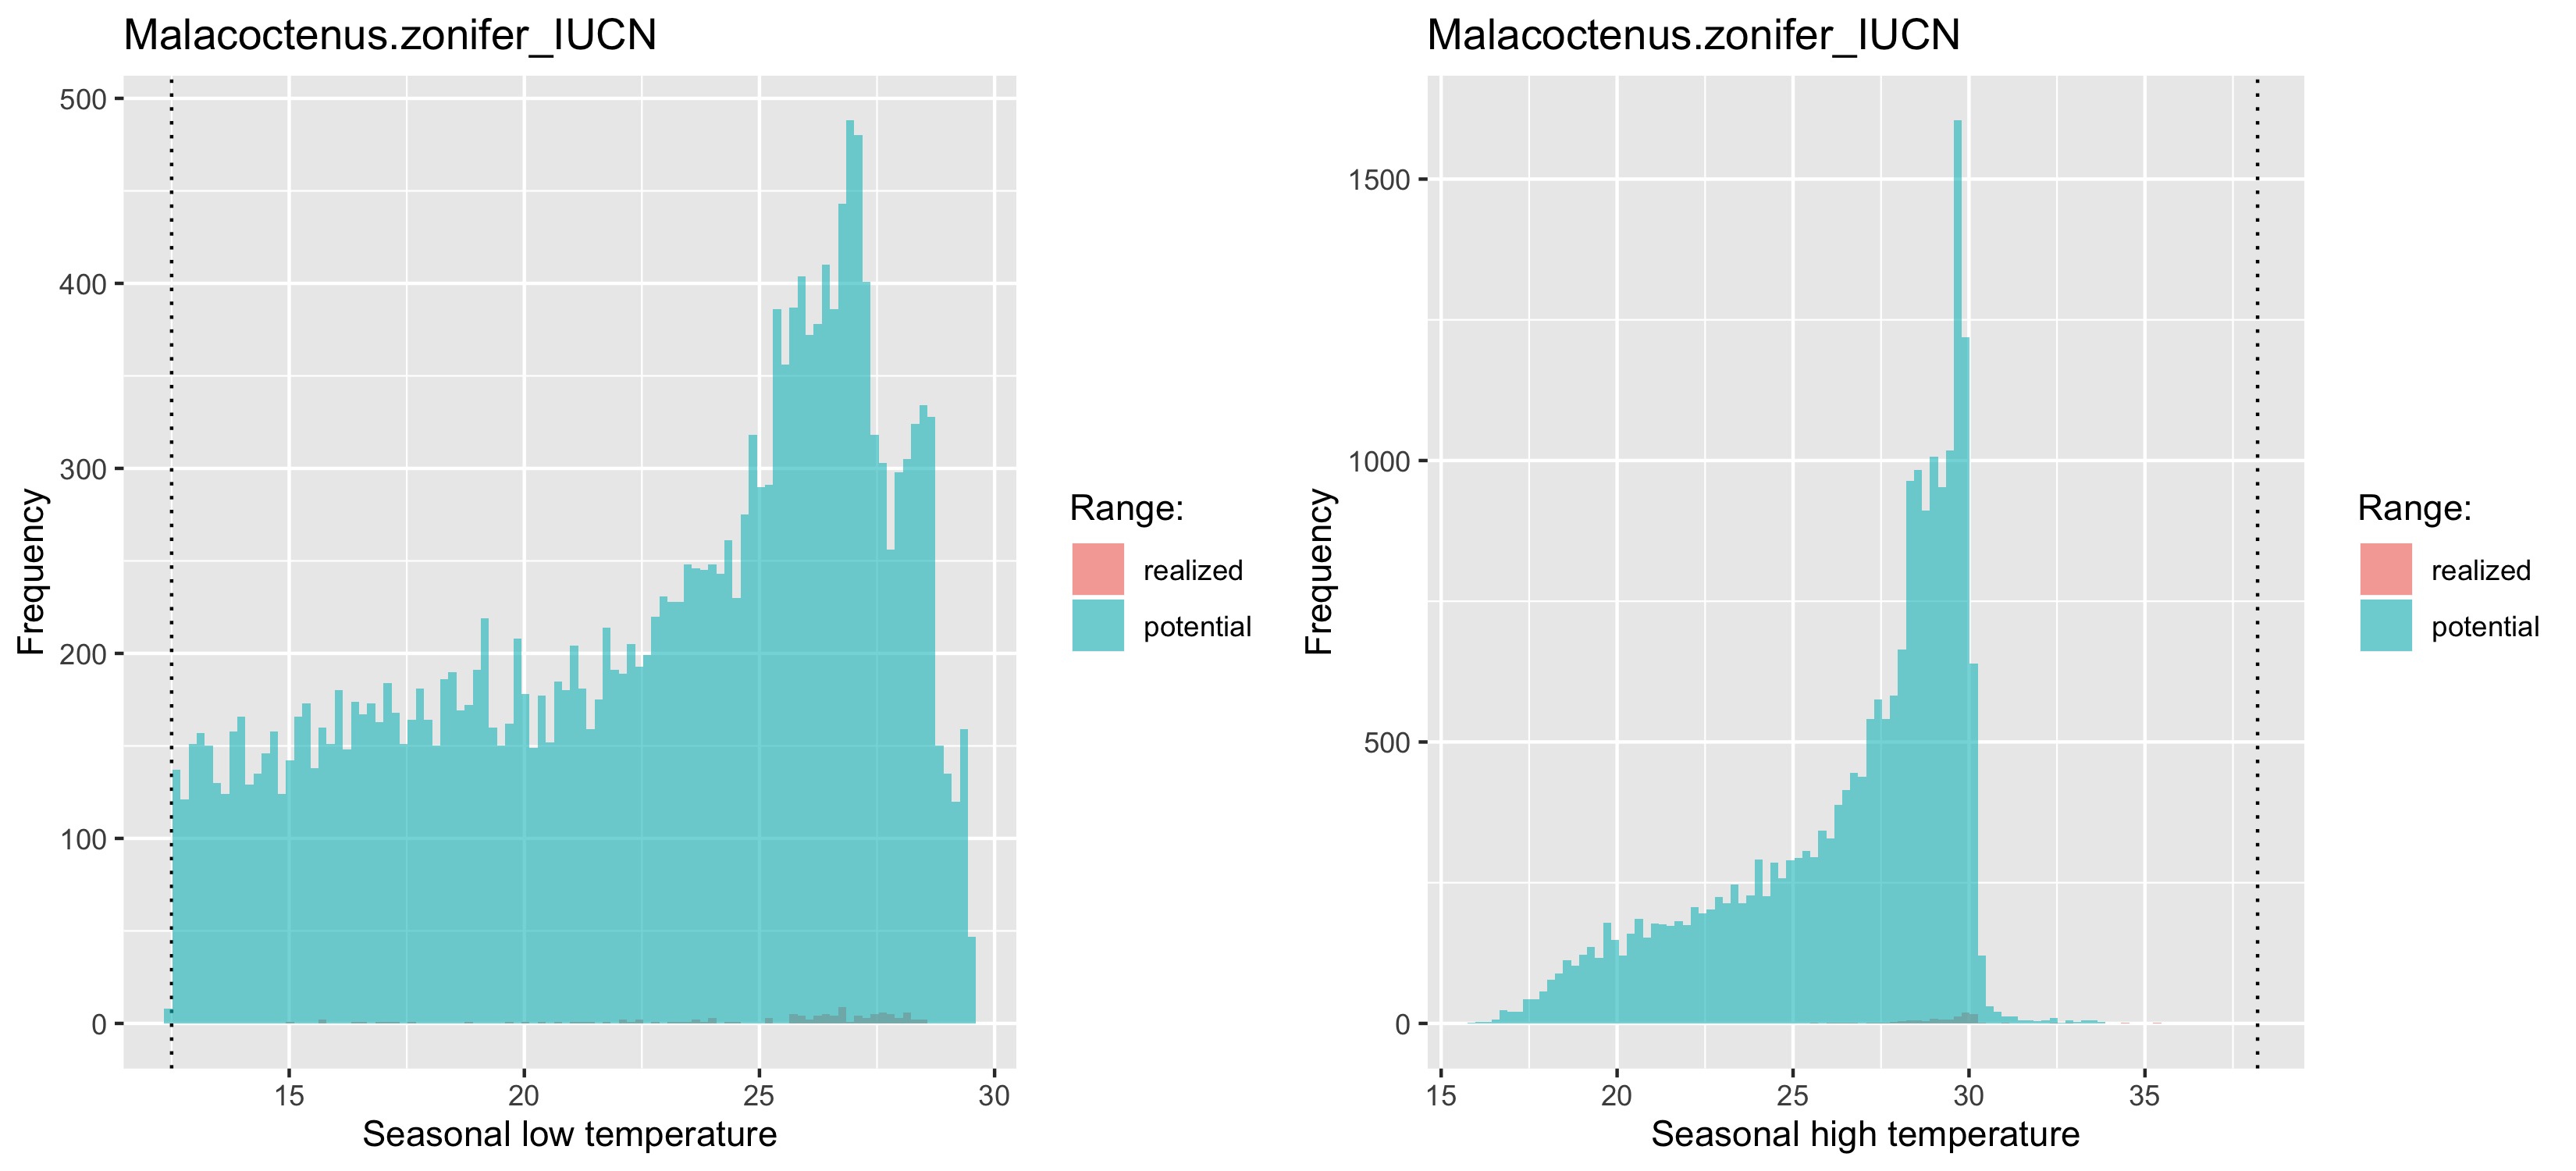 Malacoctenus.zonifer_IUCN
500
400
300
200
100
0
Frequency
15 20 25 30
Seasonal low temperature
Range:
realized
potential
Malacoctenus.zonifer_IUCN
1500
1000
500
0
Frequency
15 20 25 30 35
Seasonal high temperature
Range:
realized
potential